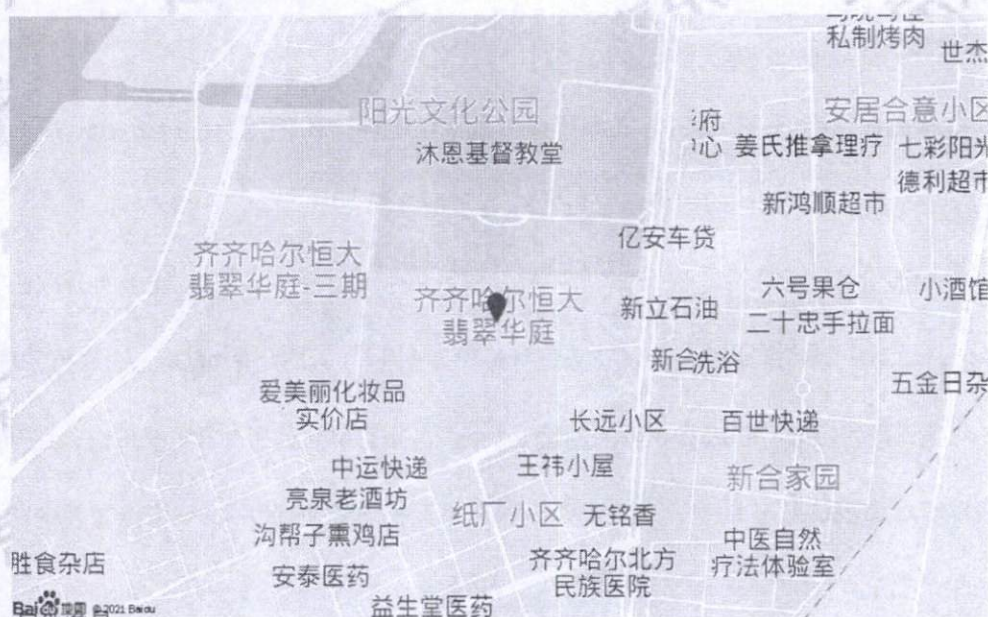 私制烤肉
世杰
阳光文化公园
安居合意小区
府
心
姜氏推拿理疗
七彩阳光
沐恩基督教堂
德利超市
新鸿顺超市
亿安车贷
齐齐哈尔恒大
翡翠华庭-三期
齐齐哈尔恒大
翡翠华庭
新立石油
六号果仓
小酒馆
二十忠手拉面
新合洗浴
爱美丽化妆品
实价店
五金日杂
长远小区
百世快递
中运快递
王祎小屋
新合家园
亮泉老酒坊
纸厂小区
无铭香
沟帮子熏鸡店
中医自然
疗法体验室
齐齐哈尔北方
民族医院
胜食杂店
安泰医药
益生堂医药
Bai 地图 © 2021 Baidu